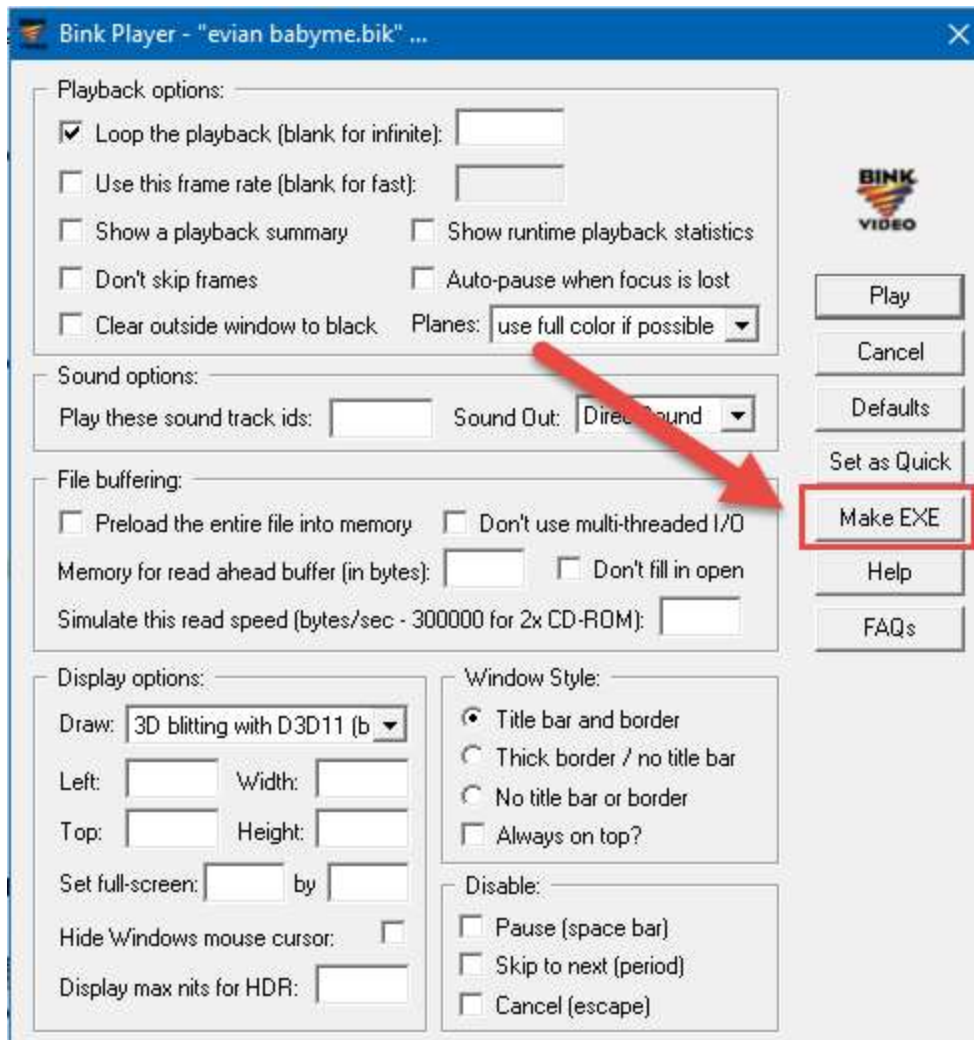 Bink Player - "evian babyme.bik" ...
Playback options:
Loop the playback (blank for infinite):
Use this frame rate (blank for fast):
Show a playback summary
Show runtime playback statistics
Don't skip frames
Auto-pause when focus is lost
Clear outside window to black
Planes: use full color if possible
Sound options:
Play these sound track ids:
Sound Out:
File buffering:
Preload the entire file into memory
Don't use multi-threaded I/O
Memory for read ahead buffer (in bytes):
Don't fill in open
Simulate this read speed (bytes/sec - 300000 for 2x CD-ROM):
Display options:
Draw: 3D blitting with D3D11 (b
Left:
Width:
Top:
Height:
Set full-screen:
by
Hide Windows mouse cursor:
Display max nits for HDR:
Window Style:
Title bar and border
Thick border / no title bar
No title bar or border
Always on top?
Disable:
Pause (space bar)
Skip to next (period)
Cancel (escape)
BINK
VIDEO
Play
Cancel
Defaults
Set as Quick
Make EXE
Help
FAQs